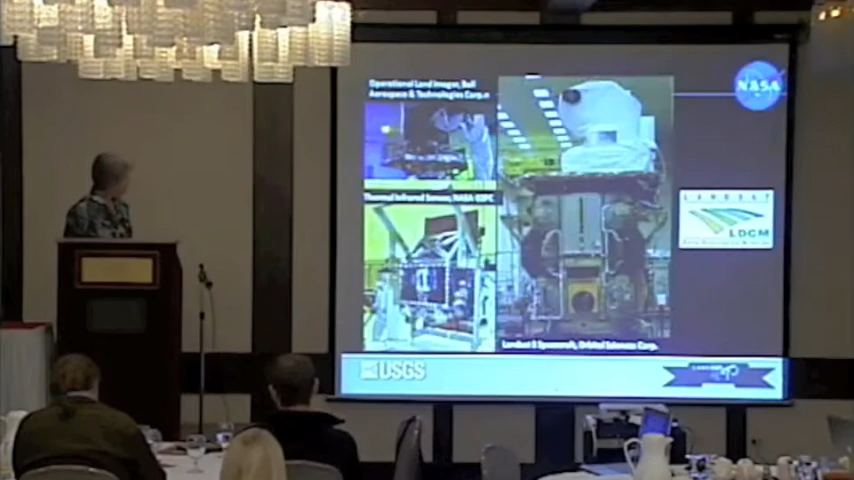 Operational Land Imager, Ball
Aerospace & Technologies Corp.
NASA
Thermal Infrared Sensor, NASA GSFC
LANDSAT
LDCM
Landsat 8 Spacecraft, Orbital Sciences Corp.
USGS
LANDSAT